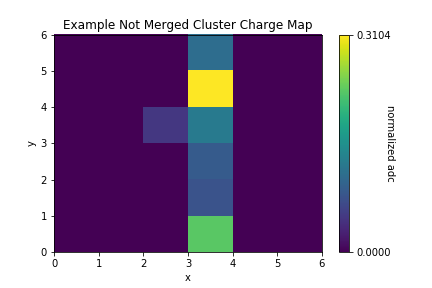 Example Not Merged Cluster Charge Map
6
5
4
3
2
1
0
y
0 1 2 3 4 5 6
x
0.3104
0.0000
normalized adc